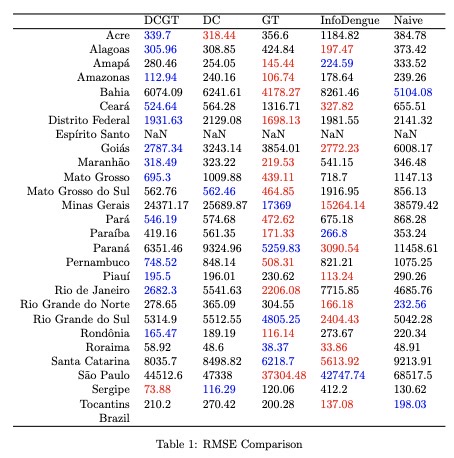 DCGT DC GT InfoDengue Naive
Acre 339.7 318.44 356.6 1184.82 384.78
Alagoas 305.96 308.85 424.84 197.47 373.42
Amapá 280.46 254.05 145.44 224.59 333.52
Amazonas 112.94 240.16 106.74 178.64 239.26
Bahia 6074.09 6241.61 4178.27 8261.46 5104.08
Ceará 524.64 564.28 1316.71 327.82 655.51
Distrito Federal 1931.63 2129.08 1698.13 1981.55 2141.32
Espírito Santo NaN NaN NaN NaN NaN
Goiás 2787.34 3243.14 3854.01 2772.23 6008.17
Maranhão 318.49 323.22 219.53 541.15 346.48
Mato Grosso 695.3 1009.88 439.11 718.7 1147.13
Mato Grosso do Sul 562.76 562.46 464.85 1916.95 856.13
Minas Gerais 24371.17 25689.87 17369 15264.14 38579.42
Pará 546.19 574.68 472.62 675.18 868.28
Paraíba 419.16 561.35 171.33 266.8 353.24
Paraná 6351.46 9324.96 5259.83 3090.54 11458.61
Pernambuco 748.52 848.14 508.31 821.21 1075.25
Piauí 195.5 196.01 230.62 113.24 290.26
Rio de Janeiro 2682.3 5541.63 2206.08 7715.85 4685.76
Rio Grande do Norte 278.65 365.09 304.55 166.18 232.56
Rio Grande do Sul 5314.9 5512.55 4805.25 2404.43 5042.28
Rondônia 165.47 189.19 116.14 273.67 220.34
Roraima 58.92 48.6 38.37 33.86 48.91
Santa Catarina 8035.7 8498.82 6218.7 5613.92 9213.91
São Paulo 44512.6 47338 37304.48 42747.74 68517.5
Sergipe 73.88 116.29 120.06 412.2 130.62
Tocantins 210.2 270.42 200.28 137.08 198.03
Brazil
Table 1: RMSE Comparison